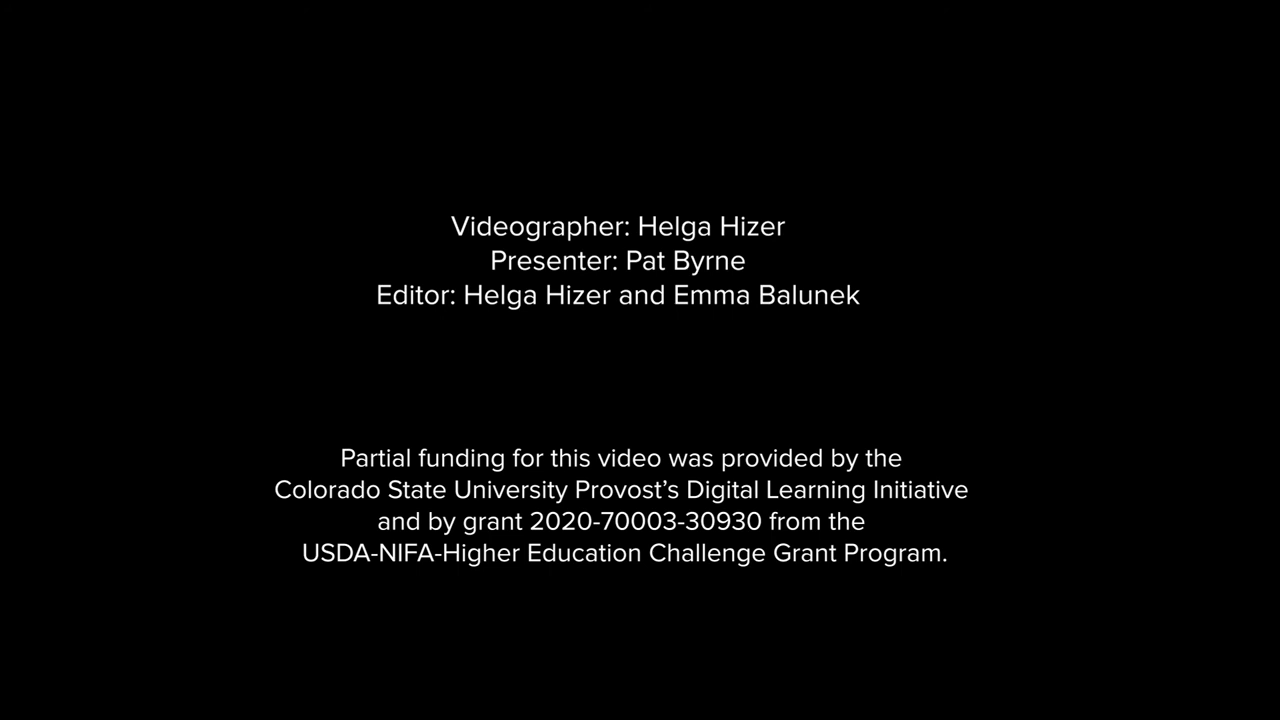 Videographer: Helga Hizer
Presenter: Pat Byrne
Editor: Helga Hizer and Emma Balunek
Partial funding for this video was provided by the
Colorado State University Provost’s Digital Learning Initiative
and by grant 2020-70003-30930 from the
USDA-NIFA-Higher Education Challenge Grant Program.